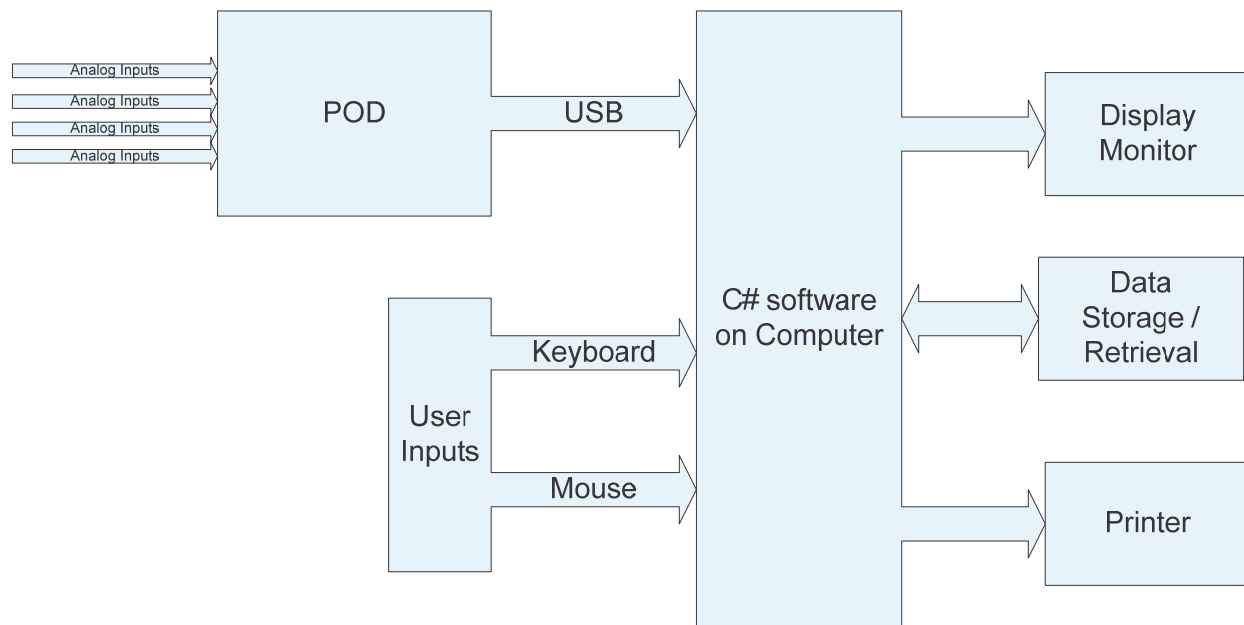 Analog Inputs
Analog Inputs
Analog Inputs
Analog Inputs
POD
USB
User
Inputs
Keyboard
Mouse
C# software
on Computer
Display
Monitor
Data
Storage /
Retrieval
Printer